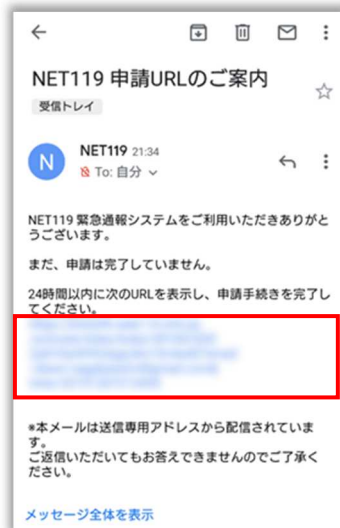 NET119 申請URLのご案内
受信トレイ
N
NET119 21:34
To: 自分
NET119 緊急通報システムをご利用いただきありがと
うございます。
まだ、申請は完了していません。
24時間以内に次のURLを表示し、申請手続きを完了し
てください。
*本メールは送信専用アドレスから配信されていま
す。
ご返信いただいてもお答えできませんのでご了承く
ださい。
メッセージ全体を表示